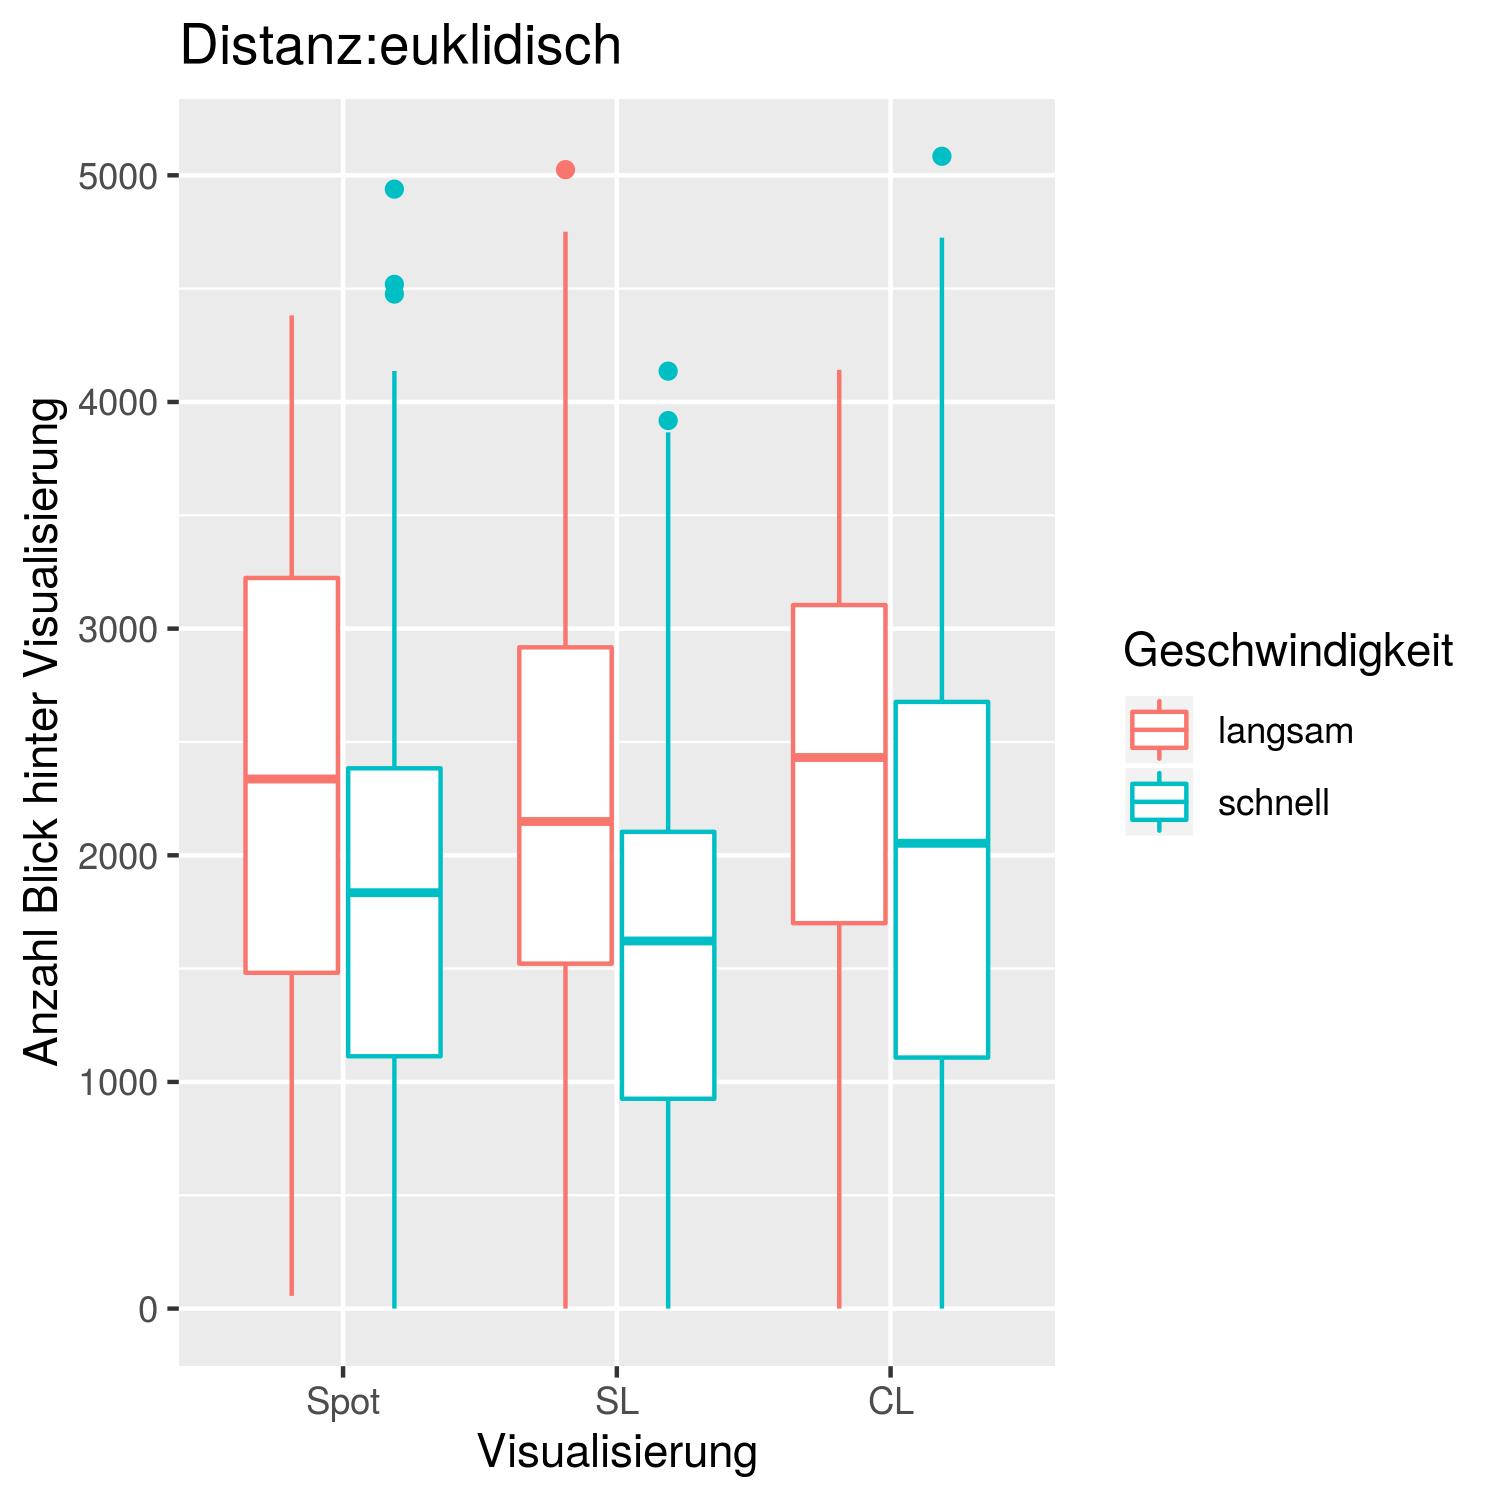 Distanz:euklidisch
Anzahl Blick hinter Visualisierung
5000
4000
3000
2000
1000
0
Spot SL CL
Visualisierung
Geschwindigkeit
langsam
schnell